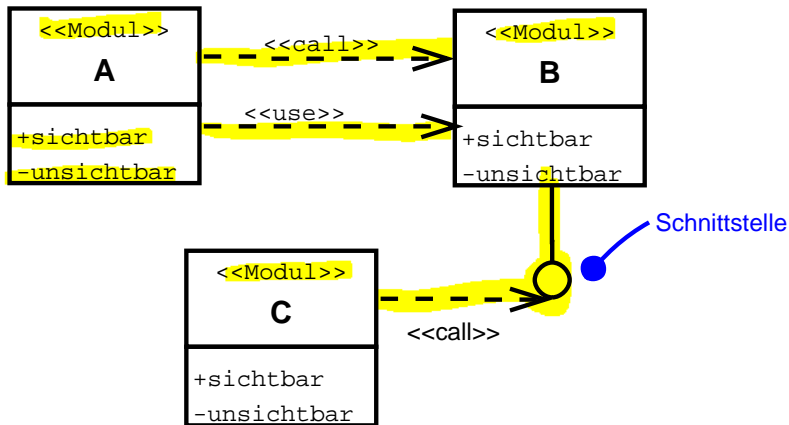 <<Modul>>
A
+sichtbar
-unsichtbar
<<call>>
<<use>>
<<Modul>>
B
+sichtbar
-unsichtbar
Schnittstelle
<<Modul>>
C
+sichtbar
-unsichtbar
<<call>>